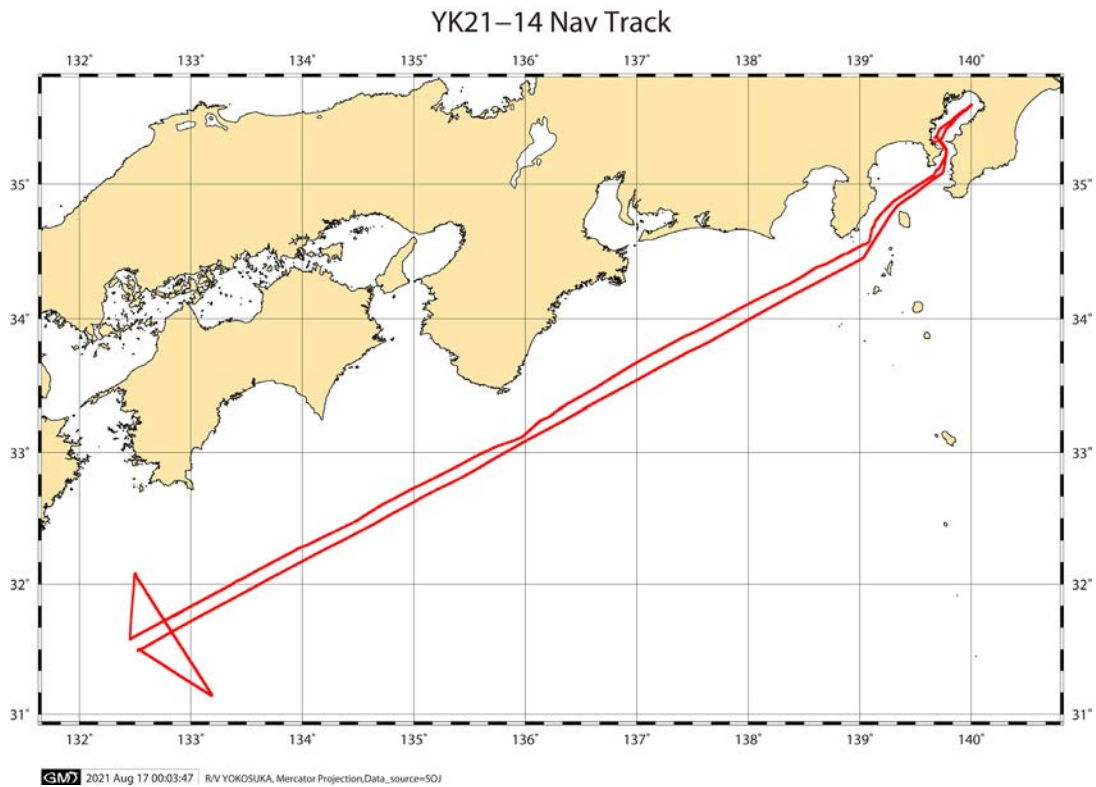 YK21–14 Nav Track
132° 133° 134° 135° 136° 137° 138° 139° 140°
35° 35°
34° 34°
33° 33°
32° 32°
31° 31°
132° 133° 134° 135° 136° 137° 138° 139° 140°
GMT 2021 Aug 17 00:03:47 R/V YOKOSUKA, Mercator Projection,Data_source=SOJ